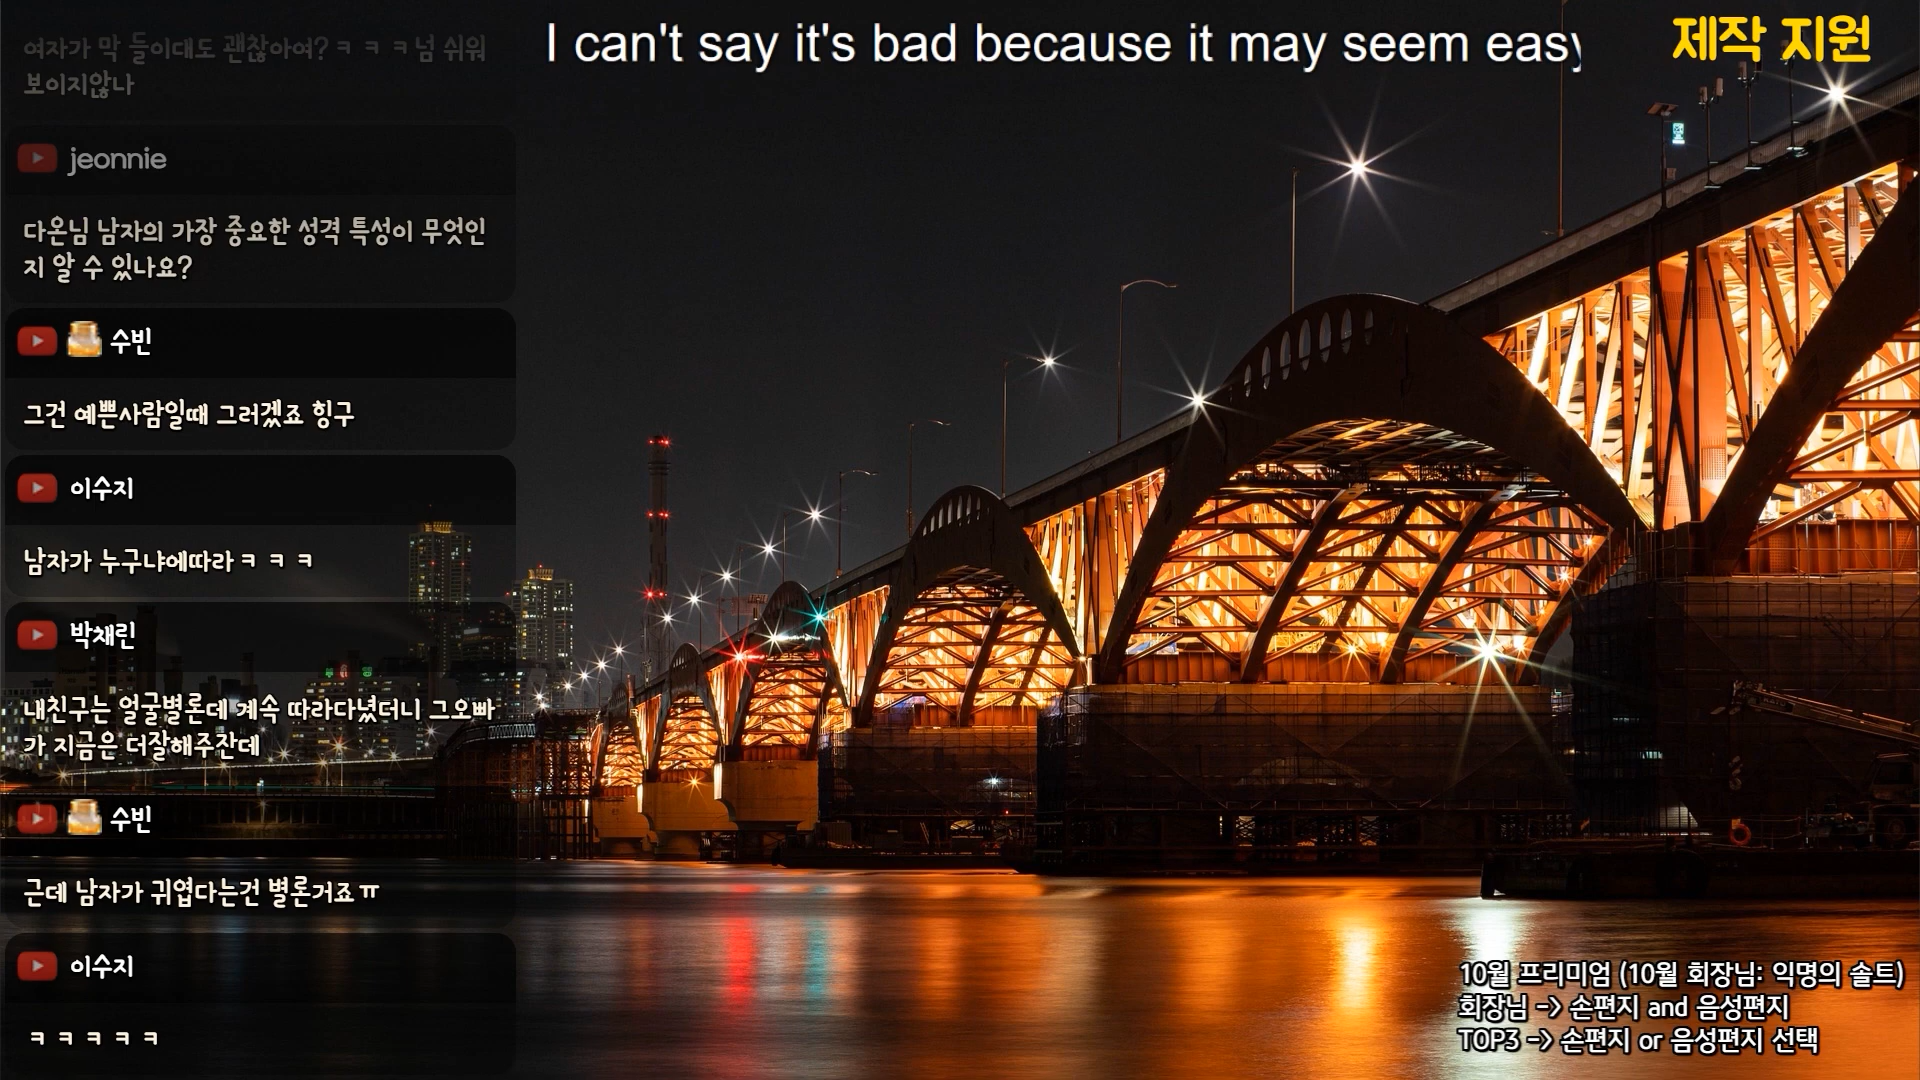 여자가 막 들이대도 괜찮아여? ㅋ ㅋ ㅋ 넘 쉬워
보이지않나
jeonnie
다온님 남자의 가장 중요한 성격 특성이 무엇인
지 알 수 있나요?
수빈
그건 예쁜사람일때 그러겠죠 힝구
이수지
남자가 누구냐에따라 ㅋ ㅋ ㅋ
박채린
내친구는 얼굴별론데 계속 따라다녔더니 그오빠
가 지금은 더잘해주잔데
수빈
근데 남자가 귀엽다는건 별론거죠 ㅠ
이수지
ㅋ ㅋ ㅋ ㅋ ㅋ
I can't say it's bad because it may seem easy
제작 지원
10월 프리미엄 (10월 회장님: 익명의 솔트)
회장님 -> 손편지 and 음성편지
TOP3 -> 손편지 or 음성편지 선택